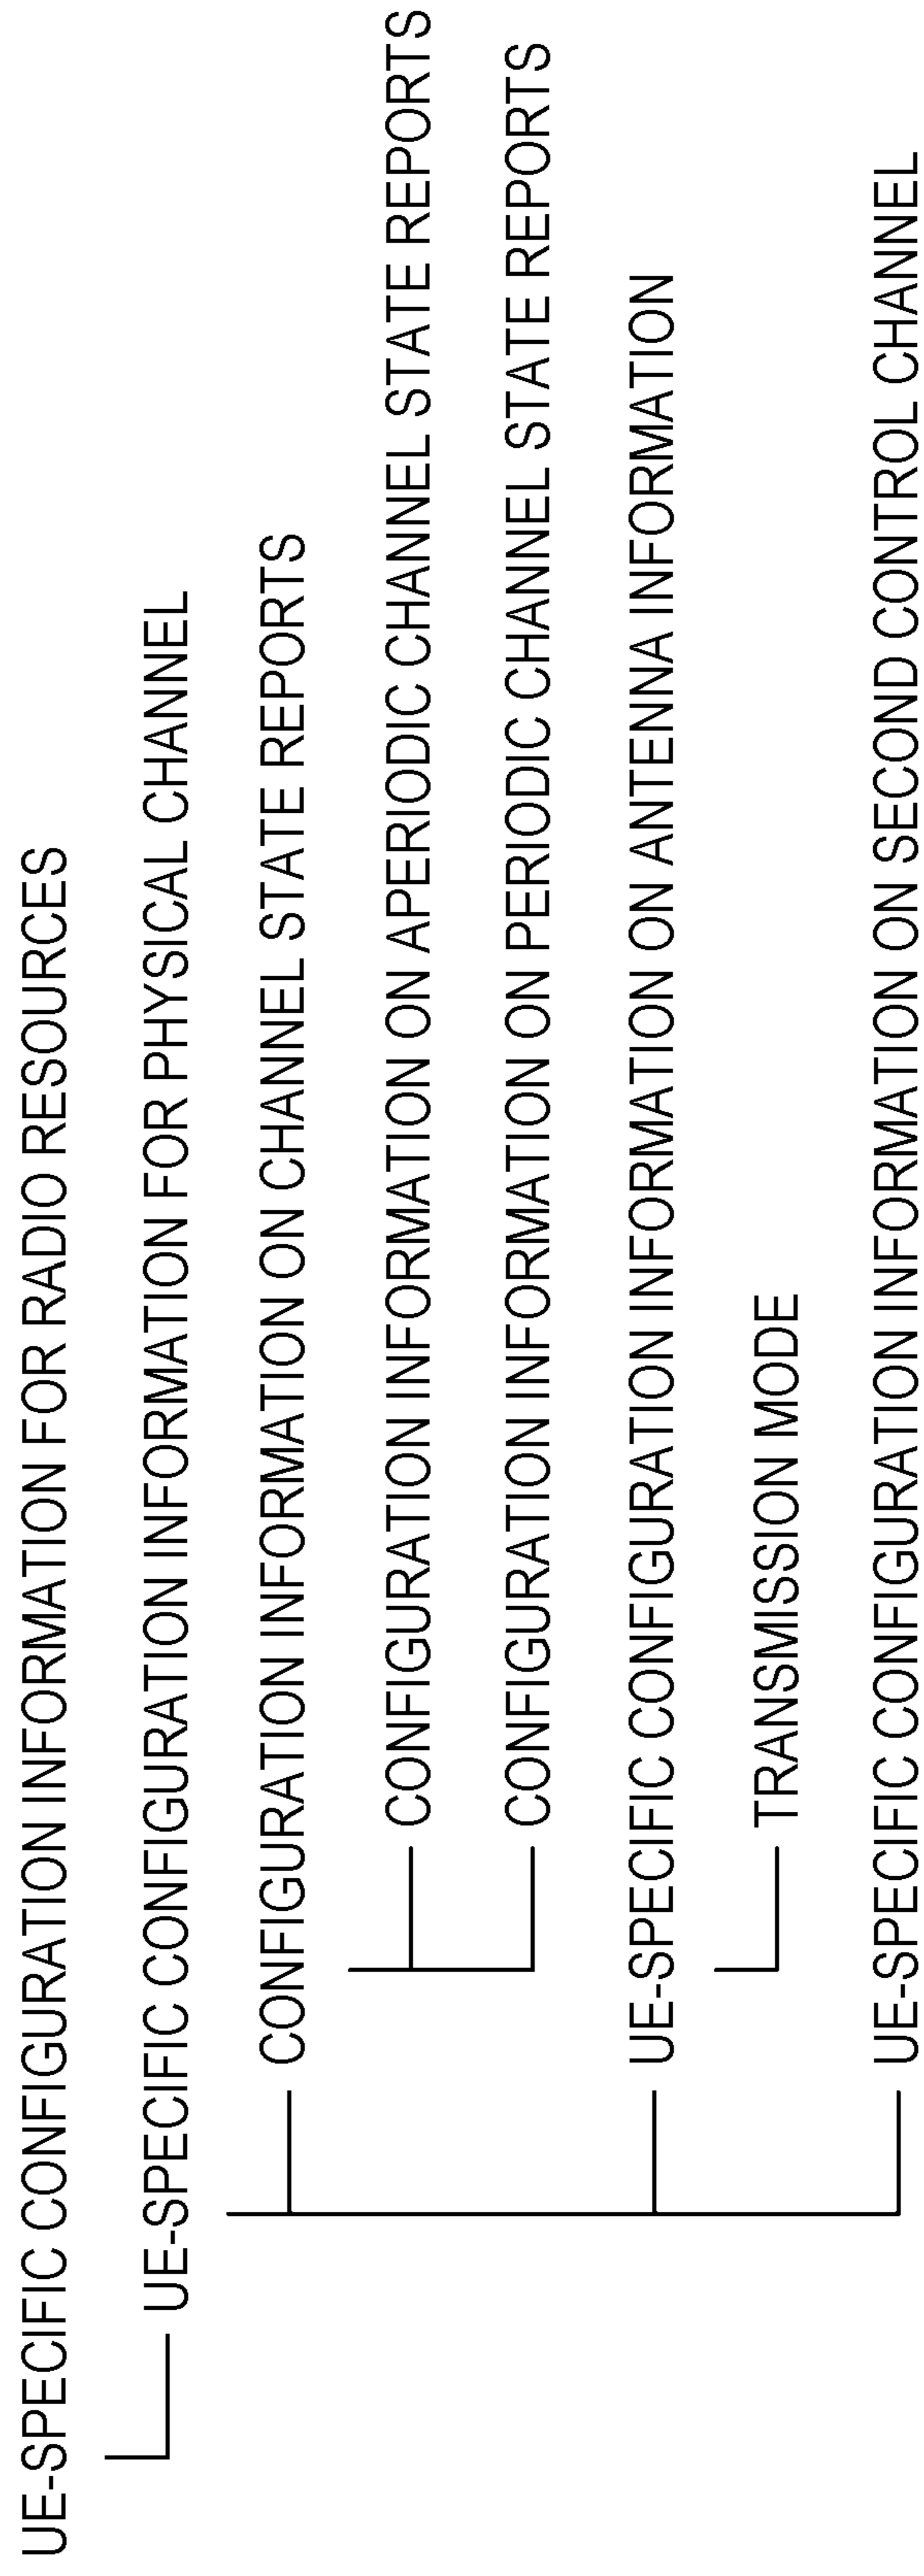 UE-SPECIFIC CONFIGURATION INFORMATION FOR RADIO RESOURCES
UE-SPECIFIC CONFIGURATION INFORMATION FOR PHYSICAL CHANNEL
CONFIGURATION INFORMATION ON CHANNEL STATE REPORTS
CONFIGURATION INFORMATION ON APERIODIC CHANNEL STATE REPORTS
CONFIGURATION INFORMATION ON PERIODIC CHANNEL STATE REPORTS
UE-SPECIFIC CONFIGURATION INFORMATION ON ANTENNA INFORMATION
TRANSMISSION MODE
UE-SPECIFIC CONFIGURATION INFORMATION ON SECOND CONTROL CHANNEL